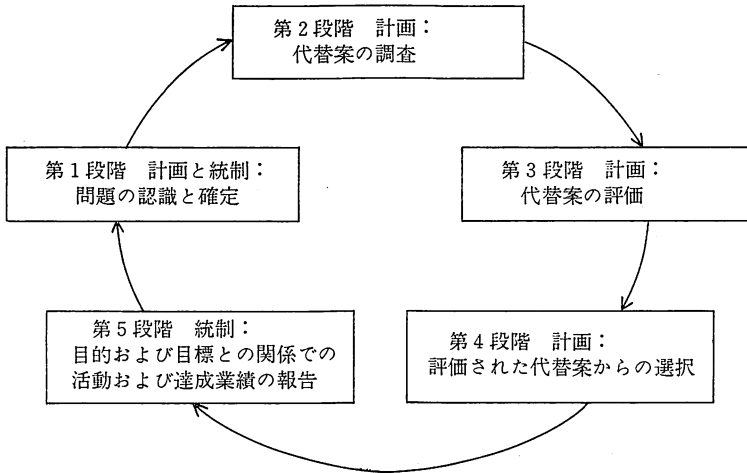 第2段階 計画：
代替案の調査
第1段階 計画と統制：
問題の認識と確定
第3段階 計画：
代替案の評価
第5段階 統制：
目的および目標との関係での
活動および達成業績の報告
第4段階 計画：
評価された代替案からの選択